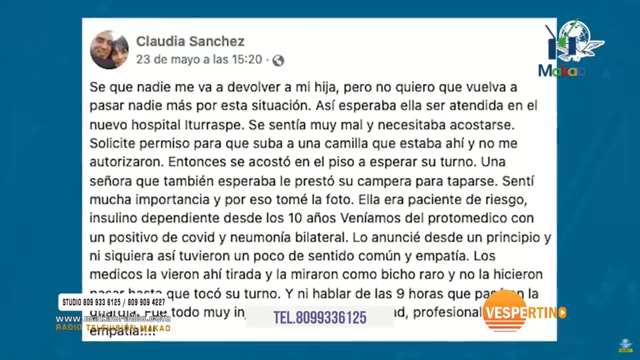 Claudia Sanchez
23 de mayo a las 15:20 ·
Makao
Se que nadie me va a devolver a mi hija, pero no quiero que vuelva a
pasar nadie más por esta situación. Así esperaba ella ser atendida en el
nuevo hospital Iturraspe. Se sentía muy mal y necesitaba acostarse.
Solicite permiso para que suba a una camilla que estaba ahí y no me
autorizaron. Entonces se acostó en el piso a esperar su turno. Una
señora que también esperaba le prestó su campera para taparse. Sentí
mucha importancia y por eso tomé la foto. Ella era paciente de riesgo,
insulino dependiente desde los 10 años Veníamos del protomedico con
un positivo de covid y neumonía bilateral. Lo anuncié desde un principio y
ni siquiera así tuvieron un poco de sentido común y empatía. Los
medicos la vieron ahí tirada y la miraron como bicho raro y no la hicieron
hasta que tocó su turno. Y ni hablar de las 9 horas que la
guardia. Fue todo muy
empatía!!!!
STUDIO 809 933 6125 / 809 909 4227
RADIO TELEVISION MAKAO
TEL.8099336125
VESPERTINO